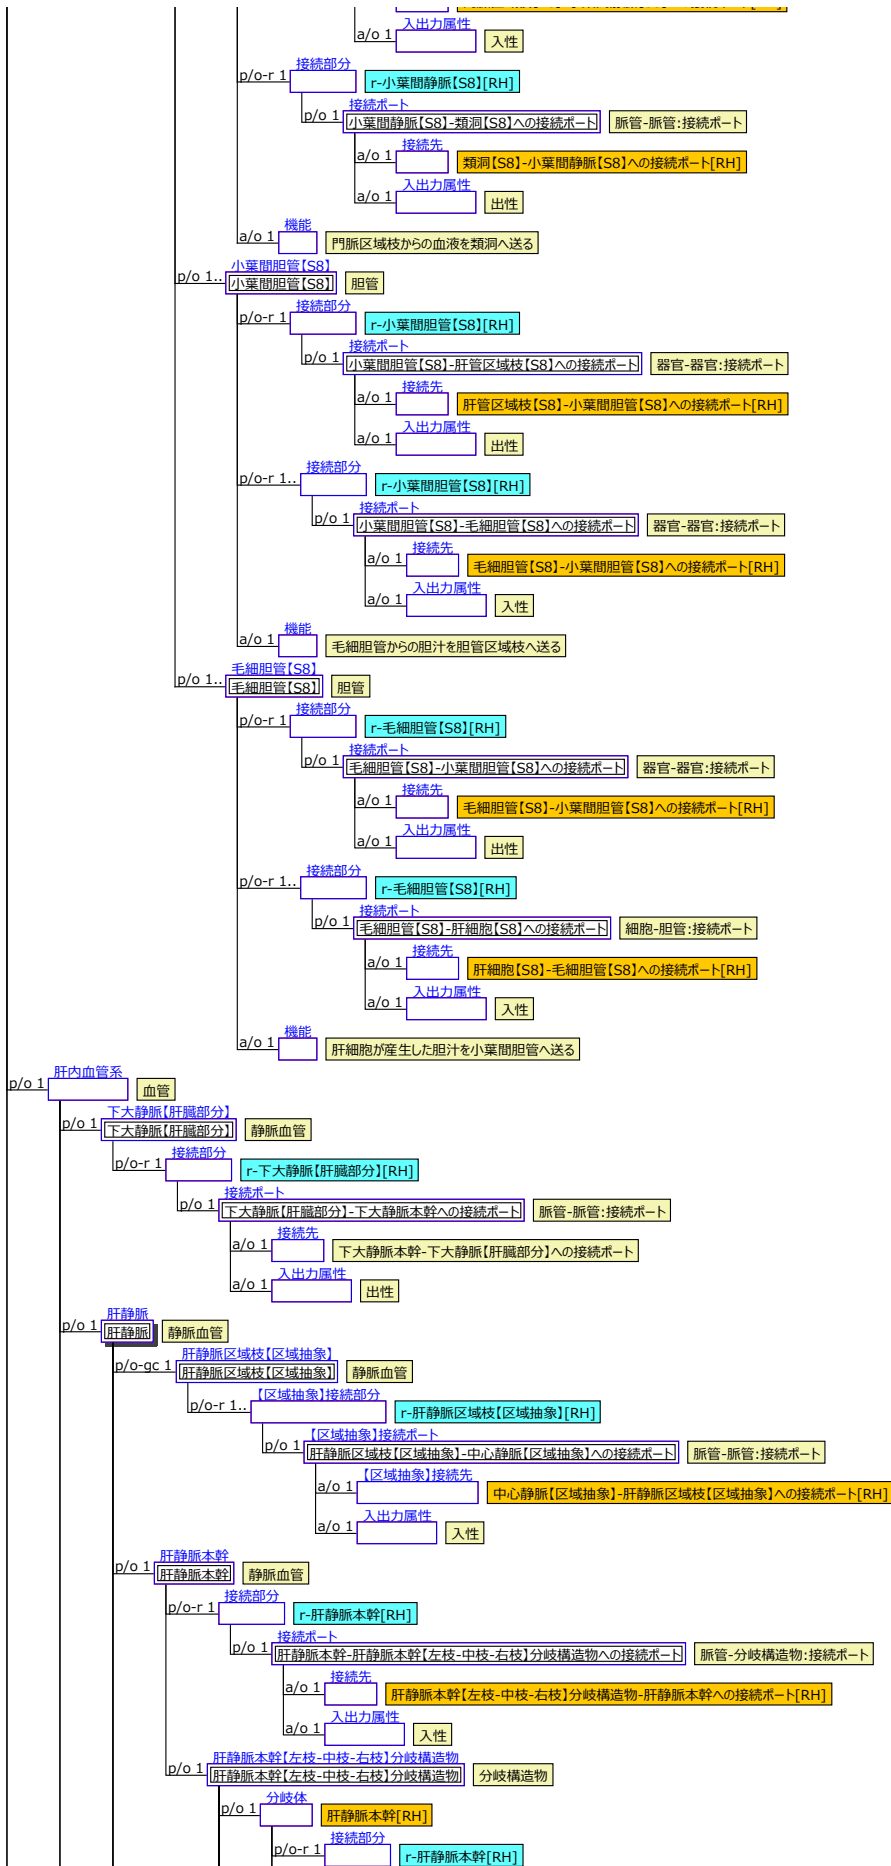 入出力属性
a/o 1 入性
接続部分
p/o-r 1 r-小葉間静脈【S8】[RH]
接続ポート
p/o 1 小葉間静脈【S8】-類洞【S8】への接続ポート 脈管-脈管:接続ポート
接続先
a/o 1 類洞【S8】-小葉間静脈【S8】への接続ポート[RH]
入出力属性
a/o 1 出性
機能
a/o 1 門脈区域枝からの血液を類洞へ送る
小葉間胆管【S8】
p/o 1.. 小葉間胆管【S8】 胆管
接続部分
p/o-r 1 r-小葉間胆管【S8】[RH]
接続ポート
p/o 1 小葉間胆管【S8】-肝管区域枝【S8】への接続ポート 器官-器官:接続ポート
接続先
a/o 1 肝管区域枝【S8】-小葉間胆管【S8】への接続ポート[RH]
入出力属性
a/o 1 出性
接続部分
p/o-r 1.. r-小葉間胆管【S8】[RH]
接続ポート
p/o 1 小葉間胆管【S8】-毛細胆管【S8】への接続ポート 器官-器官:接続ポート
接続先
a/o 1 毛細胆管【S8】-小葉間胆管【S8】への接続ポート[RH]
入出力属性
a/o 1 入性
機能
a/o 1 毛細胆管からの胆汁を胆管区域枝へ送る
毛細胆管【S8】
p/o 1.. 毛細胆管【S8】 胆管
接続部分
p/o-r 1 r-毛細胆管【S8】[RH]
接続ポート
p/o 1 毛細胆管【S8】-小葉間胆管【S8】への接続ポート 器官-器官:接続ポート
接続先
a/o 1 毛細胆管【S8】-小葉間胆管【S8】への接続ポート[RH]
入出力属性
a/o 1 出性
接続部分
p/o-r 1.. r-毛細胆管【S8】[RH]
接続ポート
p/o 1 毛細胆管【S8】-肝細胞【S8】への接続ポート 細胞-胆管:接続ポート
接続先
a/o 1 肝細胞【S8】-毛細胆管【S8】への接続ポート[RH]
入出力属性
a/o 1 入性
機能
a/o 1 肝細胞が産生した胆汁を小葉間胆管へ送る
肝内血管系
p/o 1 血管
下大静脈【肝臓部分】
p/o 1 下大静脈【肝臓部分】 静脈血管
接続部分
p/o-r 1 r-下大静脈【肝臓部分】[RH]
接続ポート
p/o 1 下大静脈【肝臓部分】-下大静脈本幹への接続ポート 脈管-脈管:接続ポート
接続先
a/o 1 下大静脈本幹-下大静脈【肝臓部分】への接続ポート
入出力属性
a/o 1 出性
肝静脈
p/o 1 肝静脈 静脈血管
肝静脈区域枝【区域抽象】
p/o-gc 1 肝静脈区域枝【区域抽象】 静脈血管
【区域抽象】接続部分
p/o-r 1.. r-肝静脈区域枝【区域抽象】[RH]
【区域抽象】接続ポート
p/o 1 肝静脈区域枝【区域抽象】-中心静脈【区域抽象】への接続ポート 脈管-脈管:接続ポート
【区域抽象】接続先
a/o 1 中心静脈【区域抽象】-肝静脈区域枝【区域抽象】への接続ポート[RH]
入出力属性
a/o 1 入性
肝静脈本幹
p/o 1 肝静脈本幹 静脈血管
接続部分
p/o-r 1 r-肝静脈本幹[RH]
接続ポート
p/o 1 肝静脈本幹-肝静脈本幹【左枝-中枝-右枝】分岐構造物への接続ポート 脈管-分岐構造物:接続ポート
接続先
a/o 1 肝静脈本幹【左枝-中枝-右枝】分岐構造物-肝静脈本幹への接続ポート[RH]
入出力属性
a/o 1 入性
肝静脈本幹【左枝-中枝-右枝】分岐構造物
p/o 1 肝静脈本幹【左枝-中枝-右枝】分岐構造物 分岐構造物
分岐体
p/o 1 肝静脈本幹[RH]
接続部分
p/o-r 1 r-肝静脈本幹[RH]